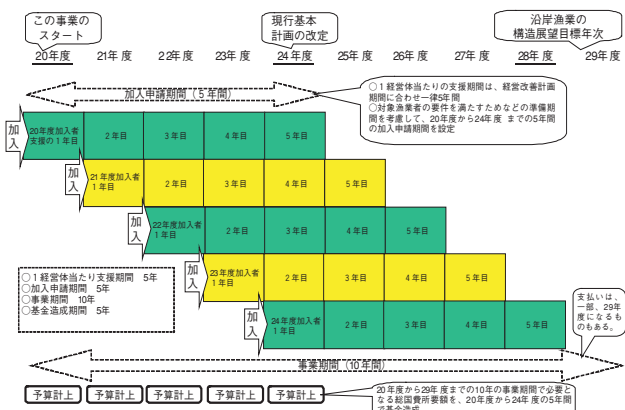 この事業の
スタート
現行基本
計画の改定
沿岸漁業の
構造展望目標年次
20年度 21年度 22年度 23年度 24年度 25年度 26年度 27年度 28年度 29年度
加入申請期間（5年間）
○1経営体当たりの支援期間は、経営改善計画
期間に合わせ一律5年間
○対象漁業者の要件を満たすためなどの準備期
間を考慮して、20年度から24年度 までの5年間
の加入申請期間を設定
加入
20年度加入者
支援の1年目
2年目 3年目 4年目 5年目
加入
21年度加入者
1年目
2年目 3年目 4年目 5年目
加入
22年度加入者
1年目
2年目 3年目 4年目 5年目
加入
23年度加入者
1年目
2年目 3年目 4年目 5年目
加入
24年度加入者
1年目
2年目 3年目 4年目 5年目
○1経営体当たり支援期間 5年
○加入申請期間 5年
○事業期間 10年
○基金造成期間 5年
支払いは、
一部、29年
度になるも
のもある。
事業期間（10年間）
予算計上 予算計上 予算計上 予算計上 予算計上
20年度から29年度までの10年の事業期間で必要と
なる総国費所要額を、20年度から24年度の5年間
で基金造成